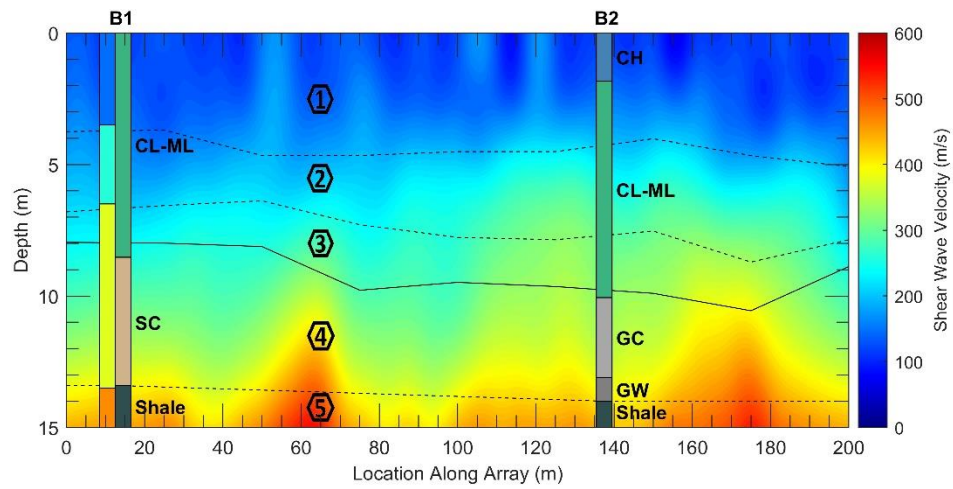 B1 B2
0
5
10
15
Depth (m)
CL-ML
SC
Shale
1
2
3
4
5
CH
CL-ML
GC
GW
Shale
0 20 40 60 80 100 120 140 160 180 200
Location Along Array (m)
600
500
400
300
200
100
0
Shear Wave Velocity (m/s)